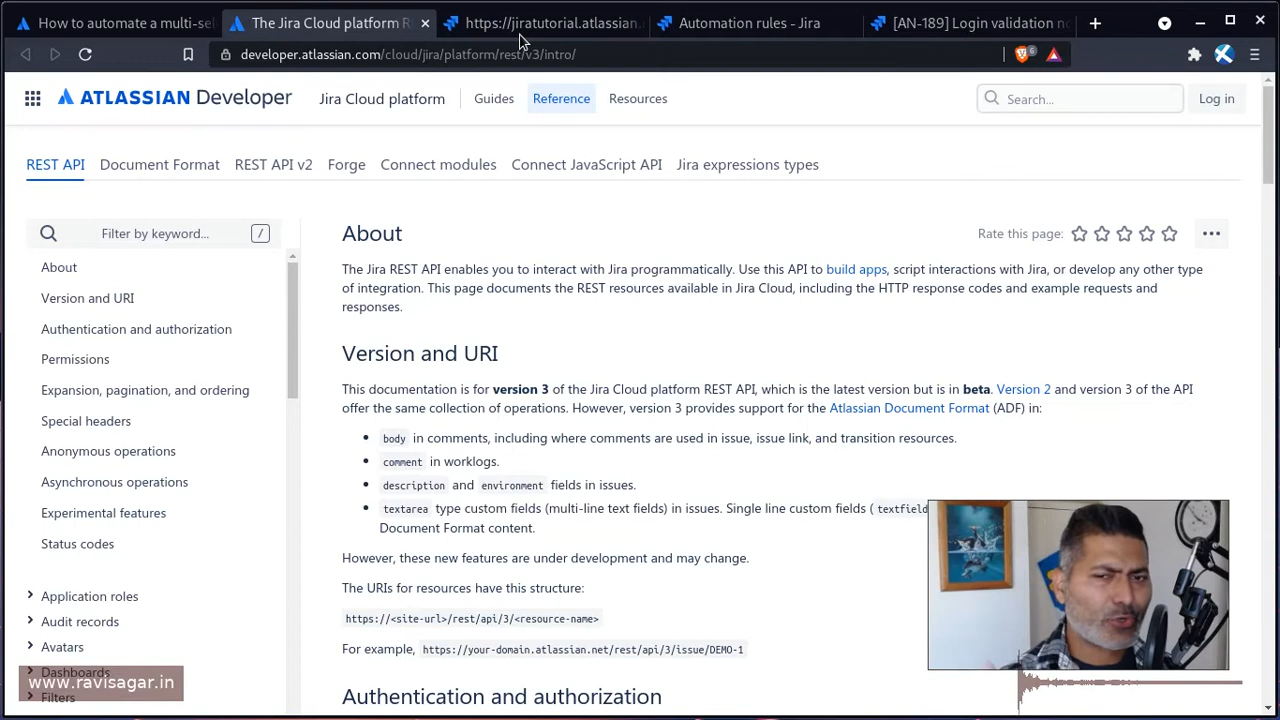 How to automate a multi-sel
The Jira Cloud platform R
https://jiratutorial.atlassian.
Automation rules - Jira
[AN-189] Login validation no
developer.atlassian.com/cloud/jira/platform/rest/v3/intro/
6
ATLASSIAN Developer
Jira Cloud platform
Guides
Reference
Resources
Search...
Log in
REST API
Document Format
REST API v2
Forge
Connect modules
Connect JavaScript API
Jira expressions types
Filter by keyword...
/
About
Version and URI
Authentication and authorization
Permissions
Expansion, pagination, and ordering
Special headers
Anonymous operations
Asynchronous operations
Experimental features
Status codes
Application roles
Audit records
Avatars
Dashboards
Filters
www.ravisagar.in
About
Rate this page:
The Jira REST API enables you to interact with Jira programmatically. Use this API to build apps, script interactions with Jira, or develop any other type
of integration. This page documents the REST resources available in Jira Cloud, including the HTTP response codes and example requests and
responses.
Version and URI
This documentation is for version 3 of the Jira Cloud platform REST API, which is the latest version but is in beta. Version 2 and version 3 of the API
offer the same collection of operations. However, version 3 provides support for the Atlassian Document Format (ADF) in:
• body in comments, including where comments are used in issue, issue link, and transition resources.
• comment in worklogs.
• description and environment fields in issues.
• textarea type custom fields (multi-line text fields) in issues. Single line custom fields ( textfield
Document Format content.
However, these new features are under development and may change.
The URIs for resources have this structure:
https://<site-url>/rest/api/3/<resource-name>
For example, https://your-domain.atlassian.net/rest/api/3/issue/DEMO-1
Authentication and authorization